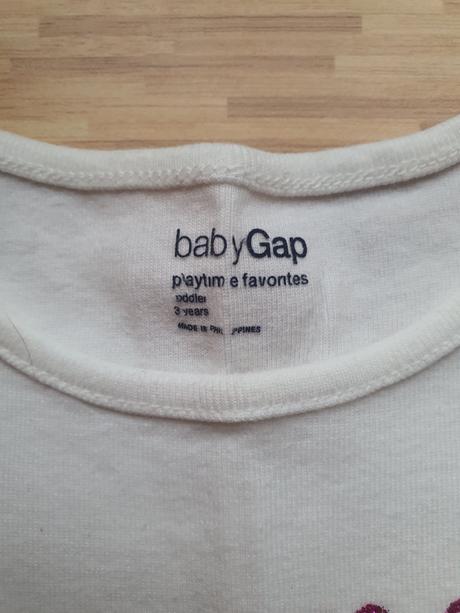 babyGap
playtime favorites
toddler
3 years
MADE IN PHILIPPINES